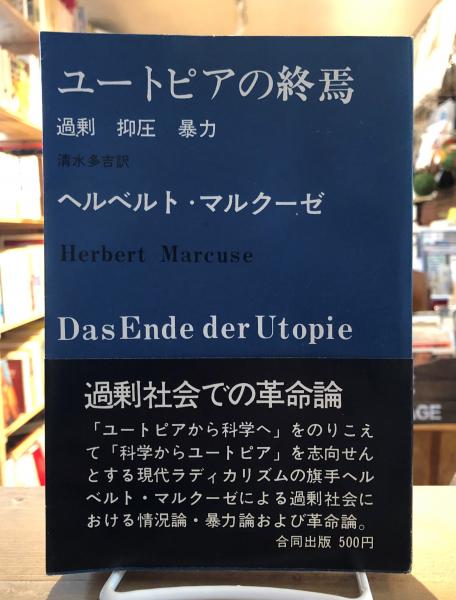 ユートピアの終焉
過剰 抑圧 暴力
清水多吉訳
ヘルベルト・マルクーゼ
Herbert Marcuse
Das Ende der Utopie
過剰社会での革命論
「ユートピアから科学へ」をのりこえ
て「科学からユートピア」を志向せん
とする現代ラディカリズムの旗手ヘル
ベルト・マルクーゼによる過剰社会に
おける情況論・暴力論および革命論。
合同出版 500円
AGE